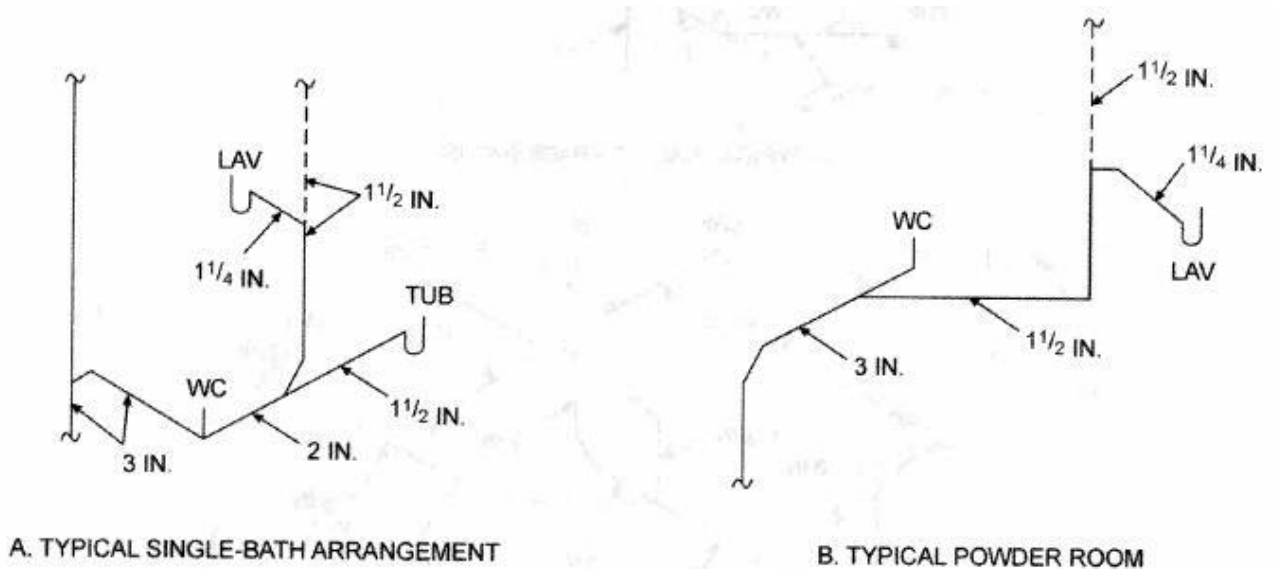 LAV
1 1/2 IN.
1 1/4 IN.
TUB
WC
1 1/2 IN.
2 IN.
3 IN.
A. TYPICAL SINGLE-BATH ARRANGEMENT
1 1/2 IN.
1 1/4 IN.
WC
LAV
1 1/2 IN.
3 IN.
B. TYPICAL POWDER ROOM